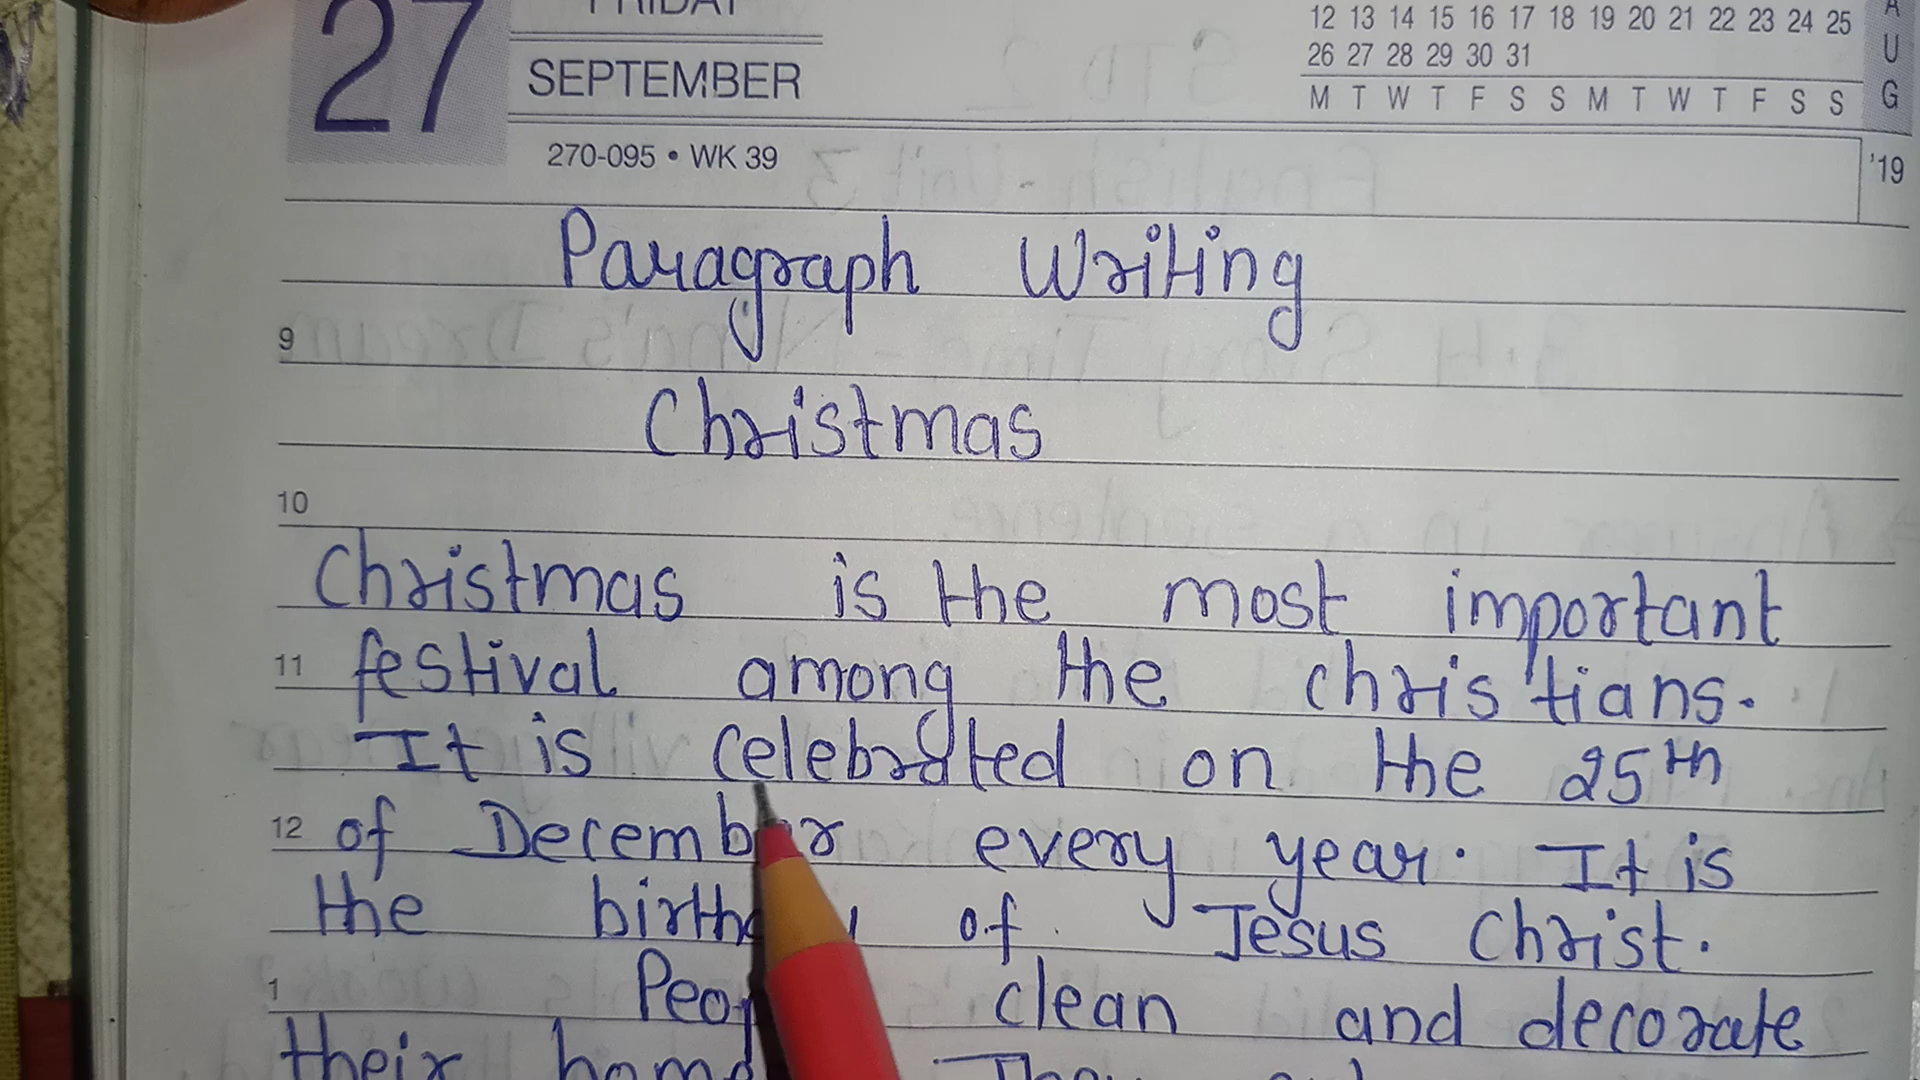 27
FRIDAY
SEPTEMBER
270-095 • WK 39
12 13 14 15 16 17 18 19 20 21 22 23 24 25
26 27 28 29 30 31
M T W T F S S M T W T F S S
AUG
'19
Paragraph Writing
9
Christmas
10
Christmas is the most important
11 festival among the christians.
It is celebrated on the 25th
12 of December every year. It is
the of Jesus Christ.
1 clean and decorate
their